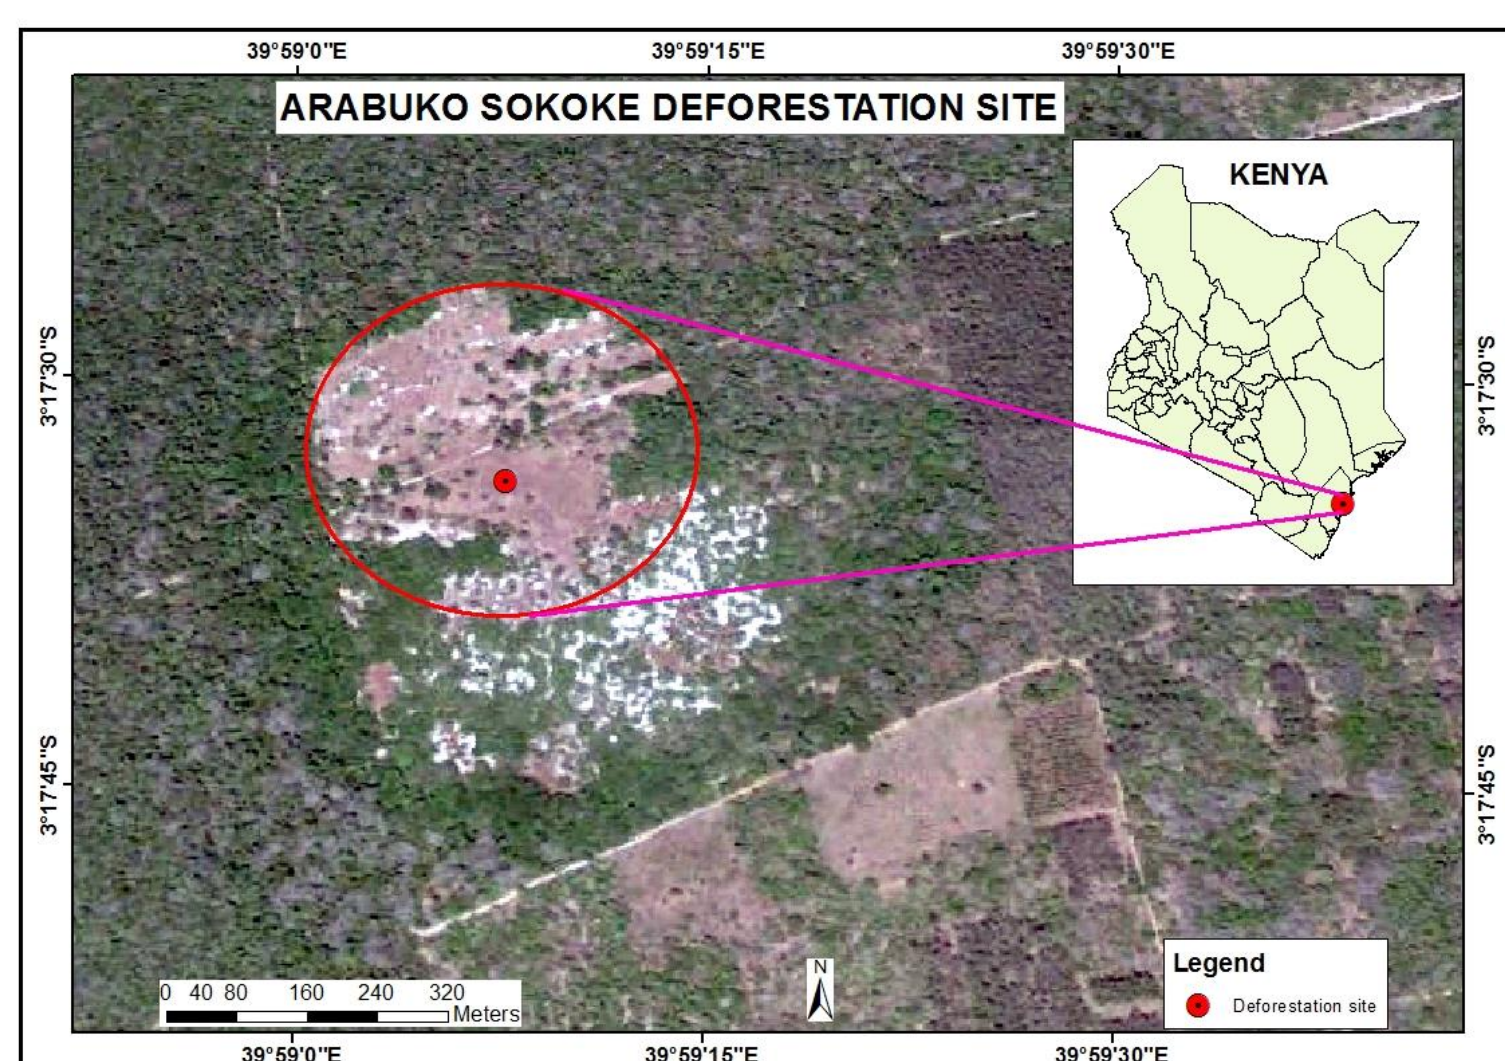 39°59'0"E
39°59'15"E
39°59'30"E
ARABUKO SOKOKE DEFORESTATION SITE
KENYA
3°17'30"S
3°17'30"S
3°17'45"S
3°17'45"S
Legend
Deforestation site
N
0 40 80 160 240 320
Meters
39°59'0"E
39°59'15"E
39°59'30"E